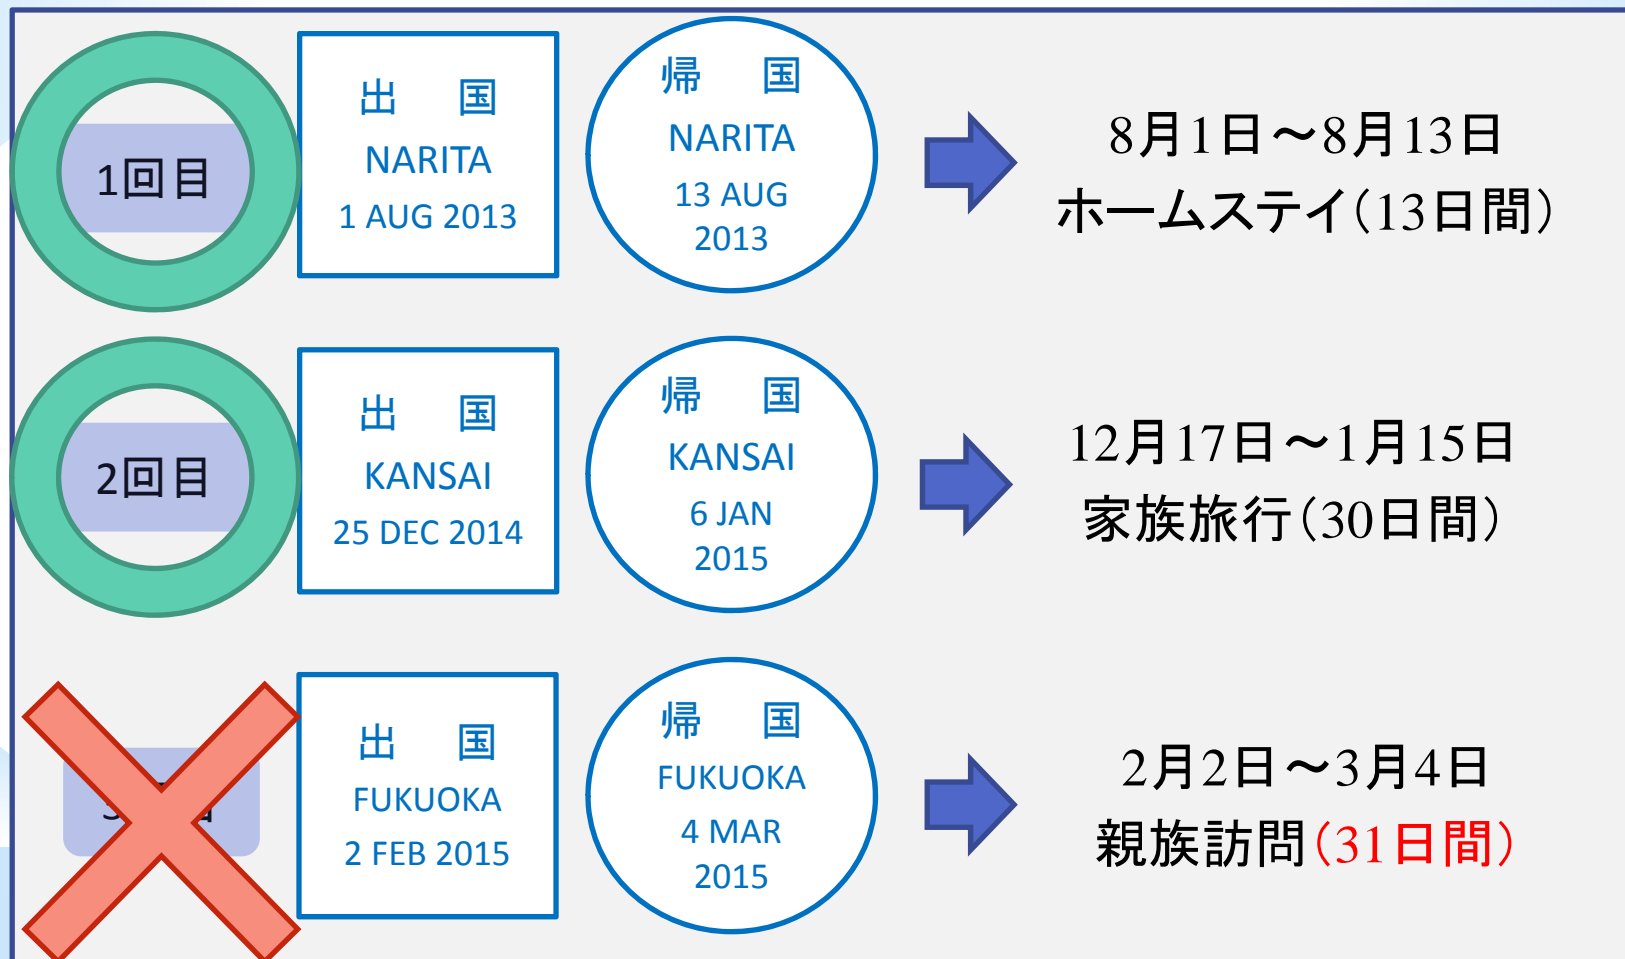 1回目
出　国
NARITA
1 AUG 2013
帰　国
NARITA
13 AUG
2013
8月1日～8月13日
ホームステイ（13日間）
2回目
出　国
KANSAI
25 DEC 2014
帰　国
KANSAI
6 JAN
2015
12月17日～1月15日
家族旅行（30日間）
出　国
FUKUOKA
2 FEB 2015
帰　国
FUKUOKA
4 MAR
2015
2月2日～3月4日
親族訪問（31日間）